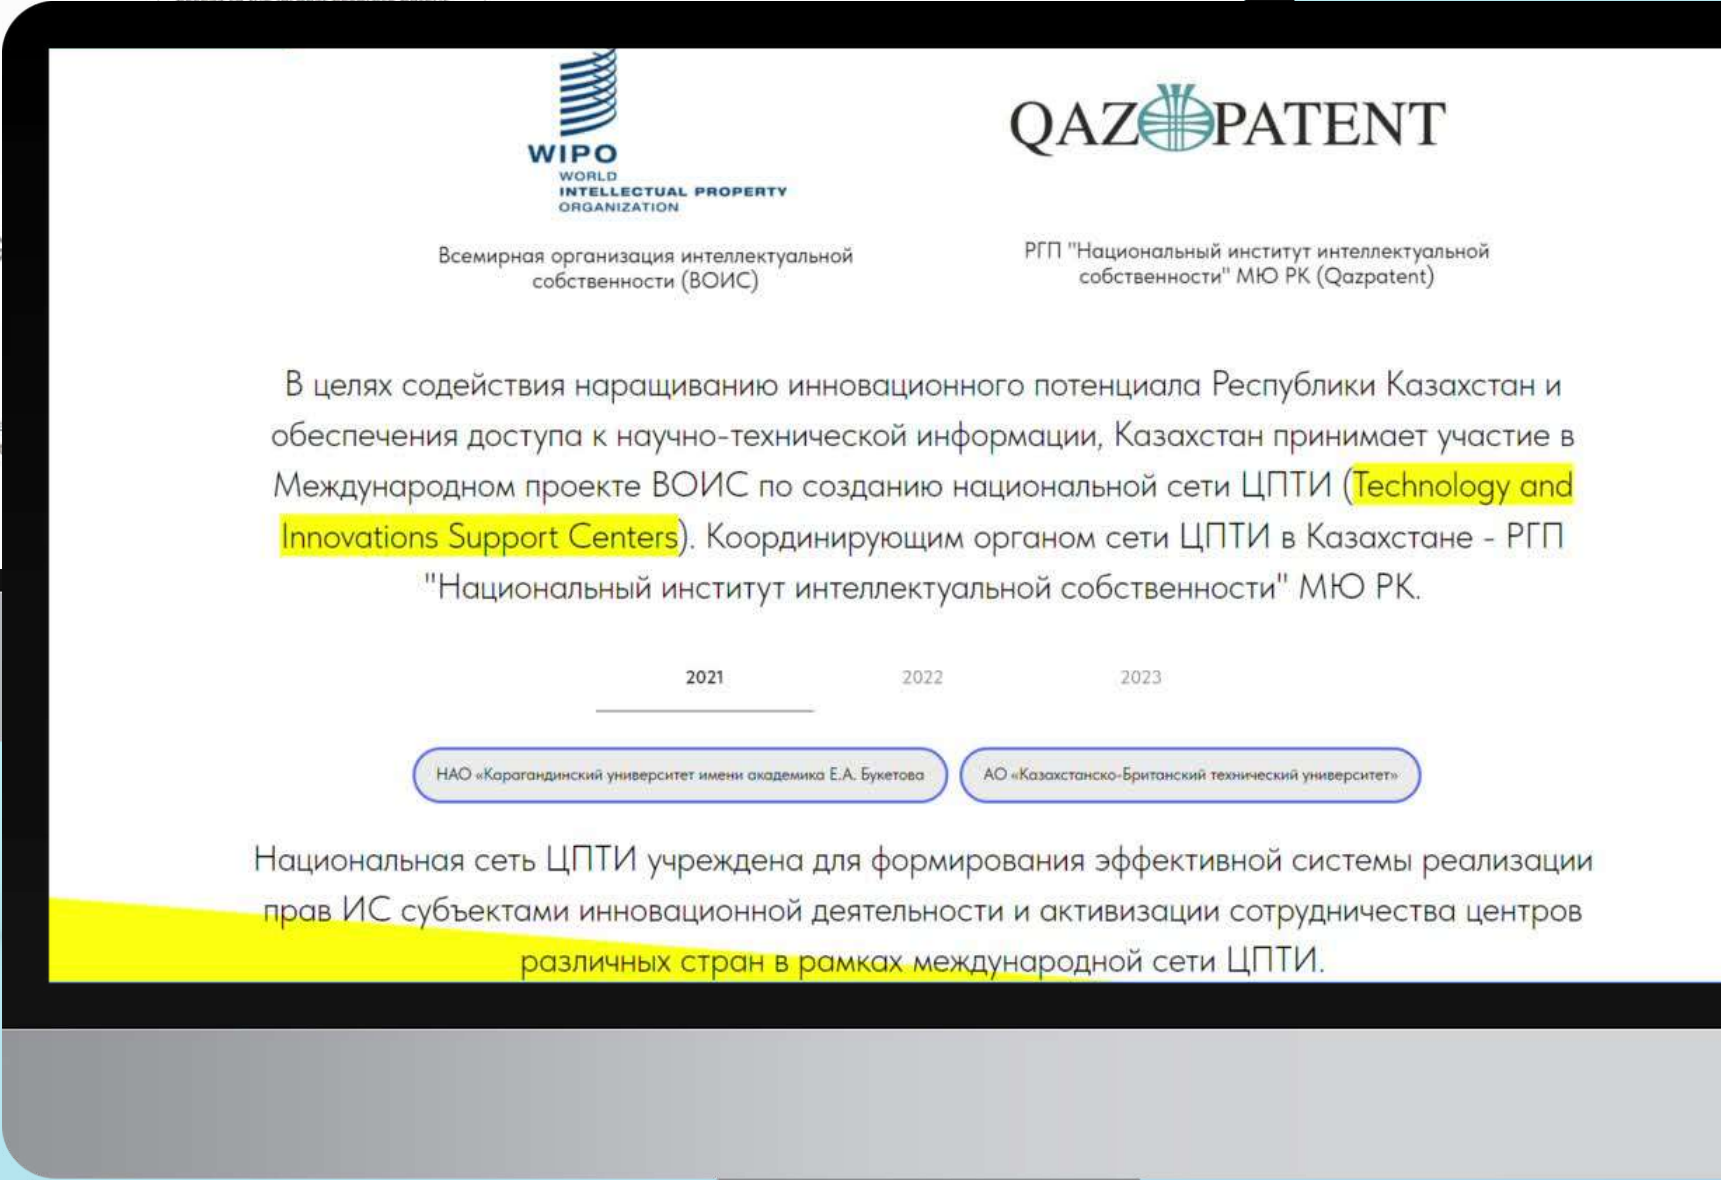 WIPO
WORLD
INTELLECTUAL PROPERTY
ORGANIZATION
QAZPATENT
Всемирная организация интеллектуальной
собственности (ВОИС)
РГП "Национальный институт интеллектуальной
собственности" МЮ РК (Qazpatent)
В целях содействия наращиванию инновационного потенциала Республики Казахстан и
обеспечения доступа к научно-технической информации, Казахстан принимает участие в
Международном проекте ВОИС по созданию национальной сети ЦПТИ (Technology and
Innovations Support Centers). Координирующим органом сети ЦПТИ в Казахстане - РГП
"Национальный институт интеллектуальной собственности" МЮ РК.
2021 2022 2023
НАО «Карагандинский университет имени академика Е.А. Букетова
АО «Казахстанско-Британский технический университет»
Национальная сеть ЦПТИ учреждена для формирования эффективной системы реализации
прав ИС субъектами инновационной деятельности и активизации сотрудничества центров
различных стран в рамках международной сети ЦПТИ.